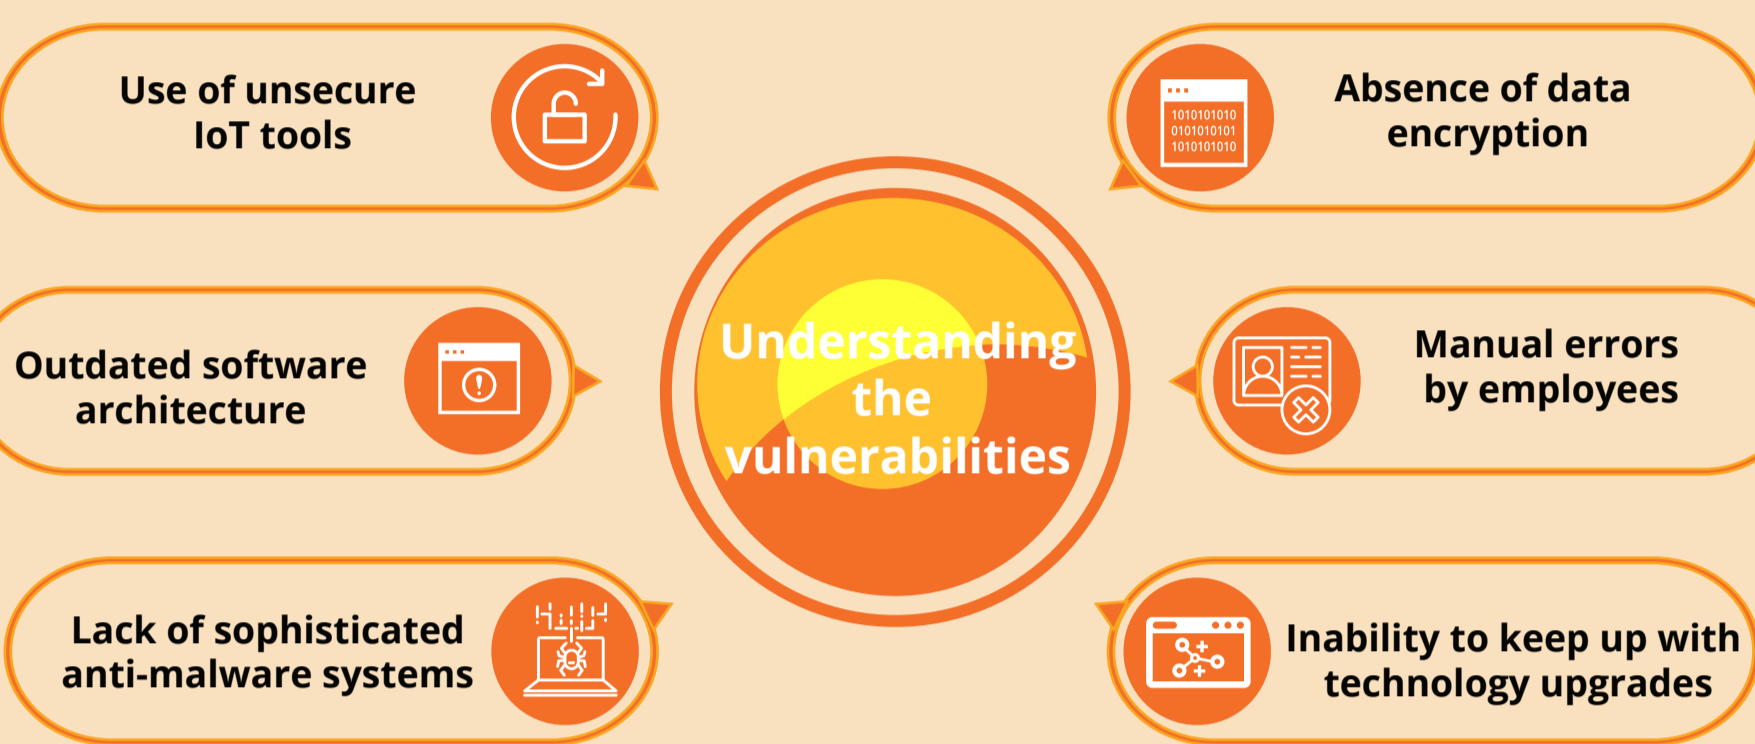 Use of unsecure
IoT tools
Outdated software
architecture
Lack of sophisticated
anti-malware systems
Understanding
the
vulnerabilities
Absence of data
encryption
1010101010
0101010101
1010101010
Manual errors
by employees
Inability to keep up with
technology upgrades